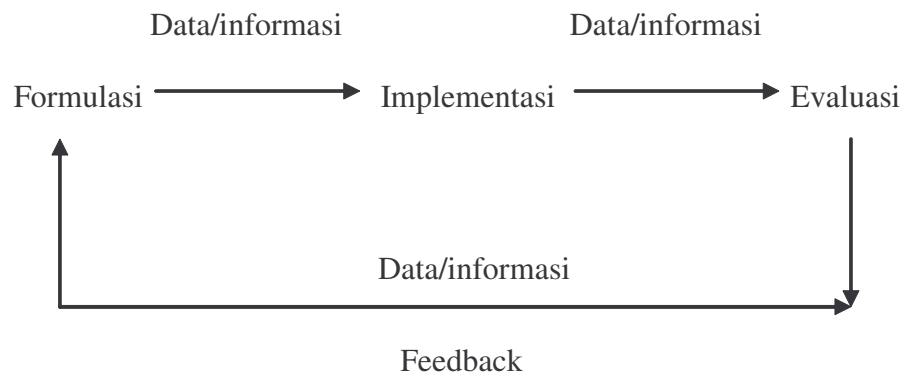 Data/informasi Data/informasi
Formulasi Implementasi Evaluasi
Data/informasi
Feedback